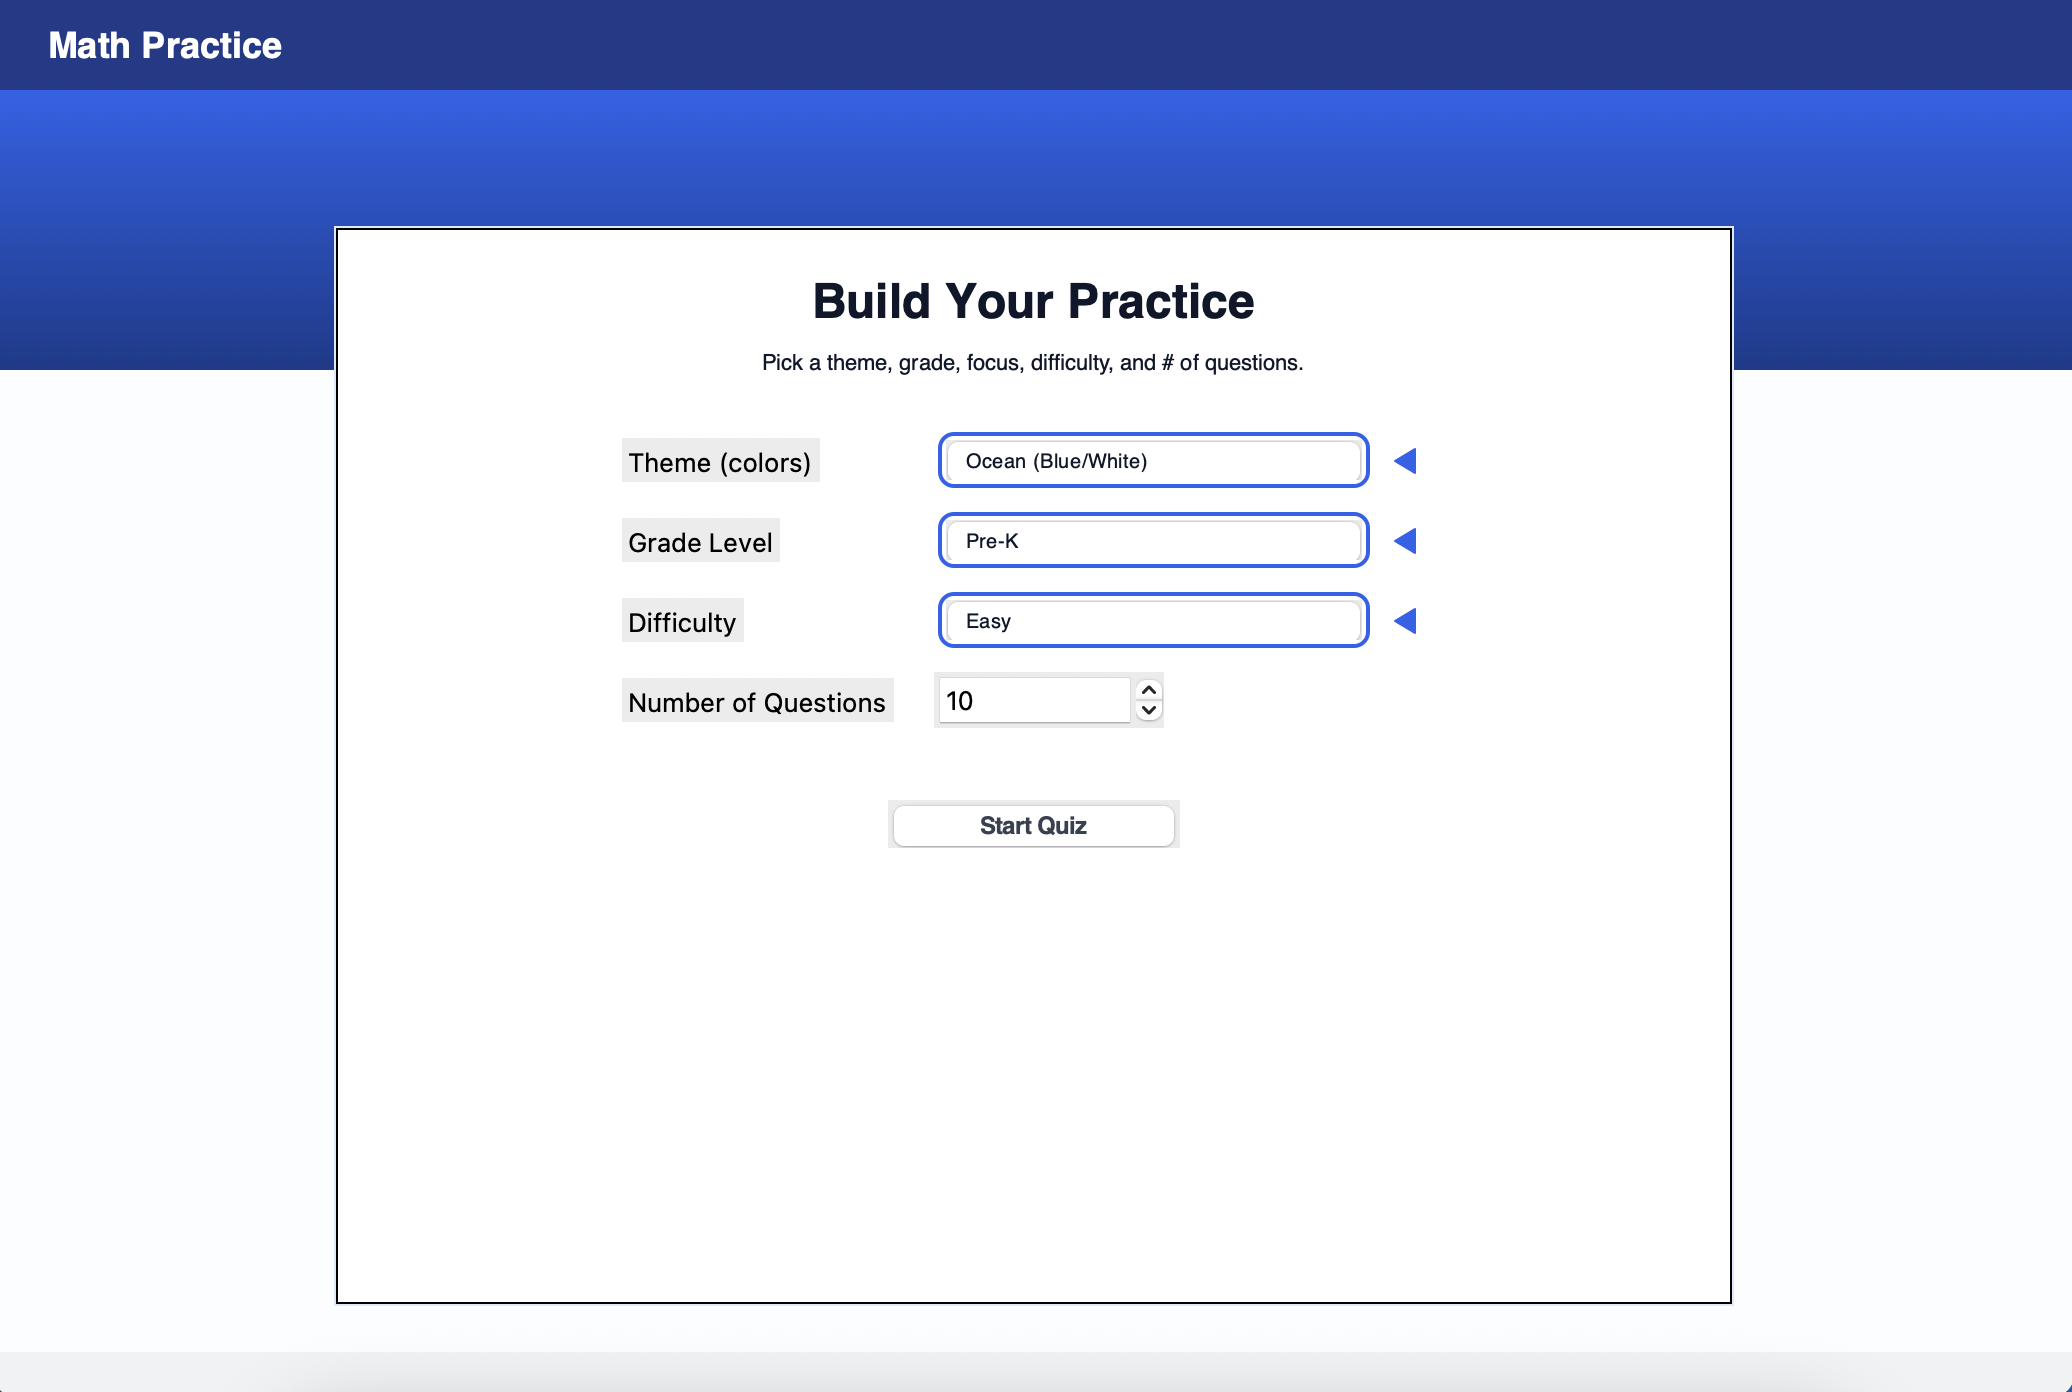 Math Practice
Build Your Practice
Pick a theme, grade, focus, difficulty, and # of questions.
Theme (colors)
Ocean (Blue/White)
Grade Level
Pre-K
Difficulty
Easy
Number of Questions
10
Start Quiz